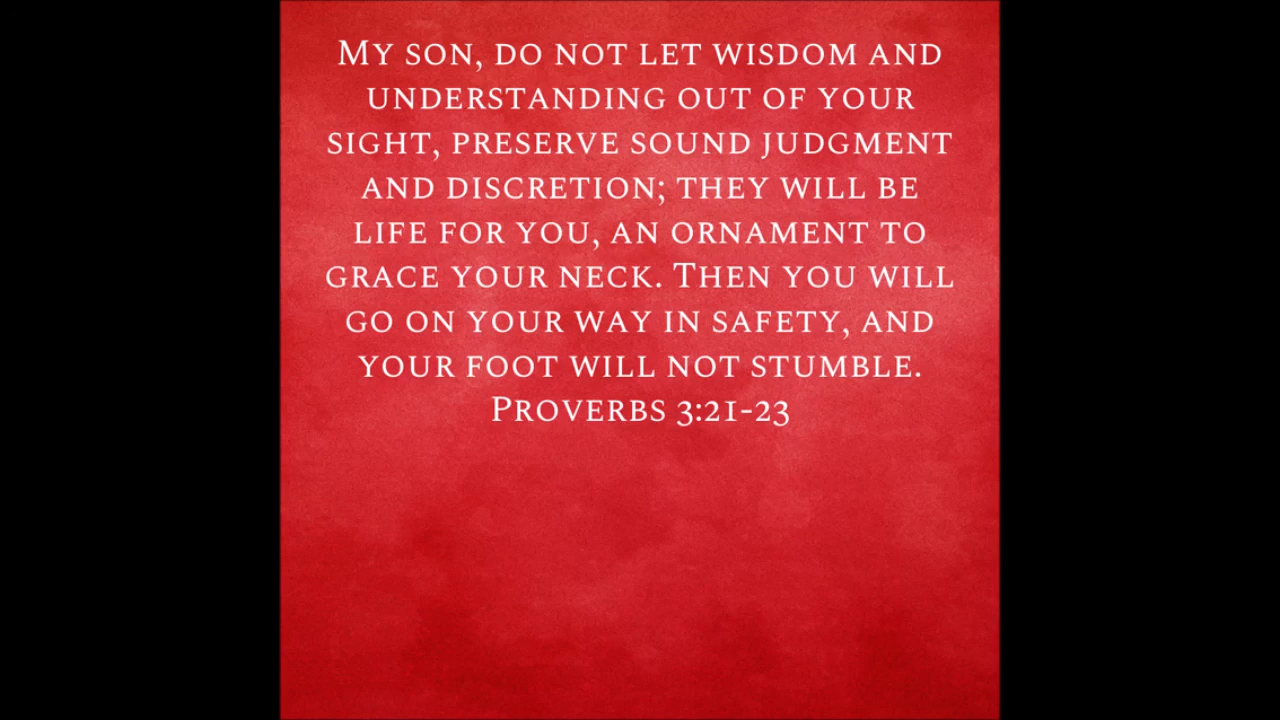 My son, do not let wisdom and
understanding out of your
sight, preserve sound judgment
and discretion; they will be
life for you, an ornament to
grace your neck. Then you will
go on your way in safety, and
your foot will not stumble.
Proverbs 3:21-23